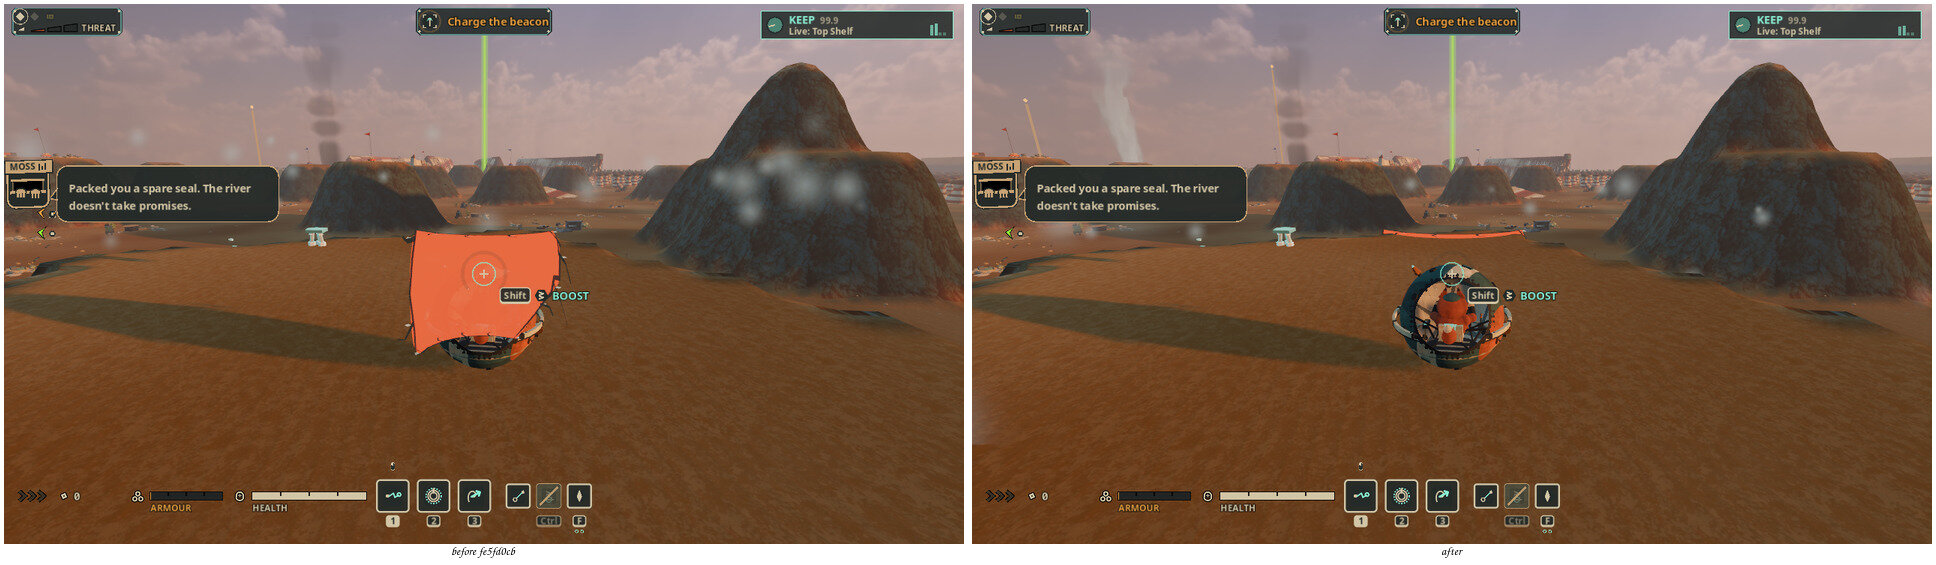 THREAT
Charge the beacon
KEEP 99.9
Live: Top Shelf
MOSS
Packed you a spare seal. The river
doesn't take promises.
Shift BOOST
0
ARMOUR
HEALTH
1 2 3 Ctrl F
before fe5fd0cb
THREAT
Charge the beacon
KEEP 99.9
Live: Top Shelf
MOSS
Packed you a spare seal. The river
doesn't take promises.
Shift BOOST
0
ARMOUR
HEALTH
1 2 3 Ctrl F
after